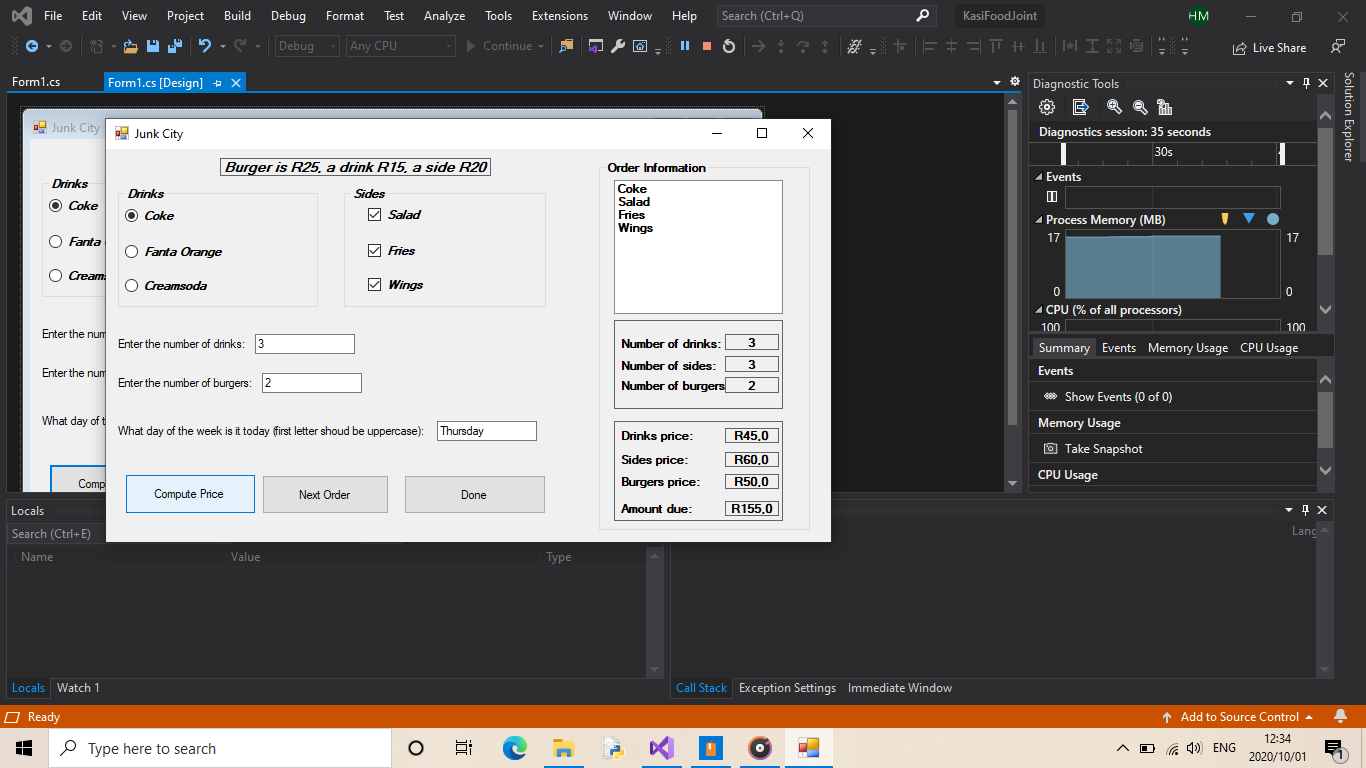 File Edit View Project Build Debug Format Test Analyze Tools Extensions Window Help Search (Ctrl+Q) KasiFoodJoint HM
Debug Any CPU Continue Live Share
Form1.cs Form1.cs [Design]
Junk City
Drinks
Coke
Fanta
Creams
Enter the num
Enter the num
What day of t
Comp
Junk City
Burger is R25, a drink R15, a side R20
Drinks
Coke
Fanta Orange
Creamsoda
Sides
Salad
Fries
Wings
Enter the number of drinks: 3
Enter the number of burgers: 2
What day of the week is it today (first letter shoud be uppercase): Thursday
Compute Price Next Order Done
Order Information
Coke
Salad
Fries
Wings
Number of drinks: 3
Number of sides: 3
Number of burgers 2
Drinks price: R45,0
Sides price: R60,0
Burgers price: R50,0
Amount due: R155,0
Diagnostic Tools
Diagnostics session: 35 seconds
30s
Events
Process Memory (MB)
17 17
0 0
CPU (% of all processors)
100 100
Summary Events Memory Usage CPU Usage
Events
Show Events (0 of 0)
Memory Usage
Take Snapshot
CPU Usage
Solution Explorer
Locals
Search (Ctrl+E)
Name Value Type
Lang
Locals Watch 1
Call Stack Exception Settings Immediate Window
Ready Add to Source Control
Type here to search
ENG 12:34
2020/10/01
1